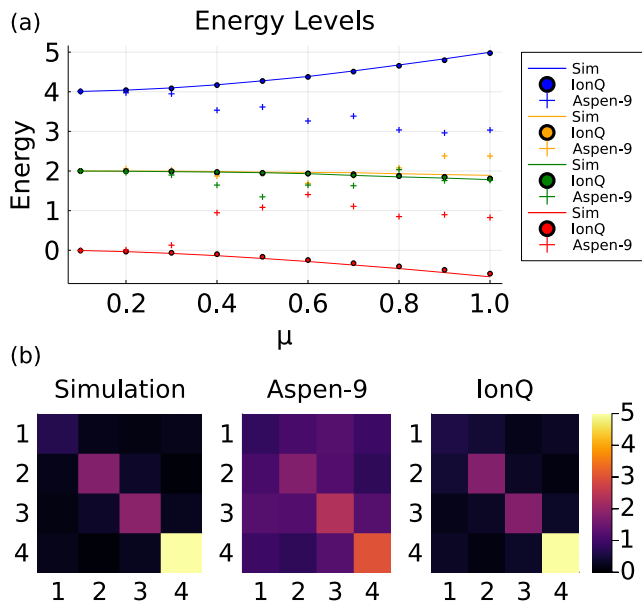 (a)
Energy Levels
5
4
3
2
1
0
Energy
0.2 0.4 0.6 0.8 1.0
μ
Sim
IonQ
Aspen-9
Sim
IonQ
Aspen-9
Sim
IonQ
Aspen-9
Sim
IonQ
Aspen-9
(b)
Simulation
1
2
3
4
1 2 3 4
Aspen-9
1
2
3
4
1 2 3 4
IonQ
1
2
3
4
1 2 3 4
5
4
3
2
1
0